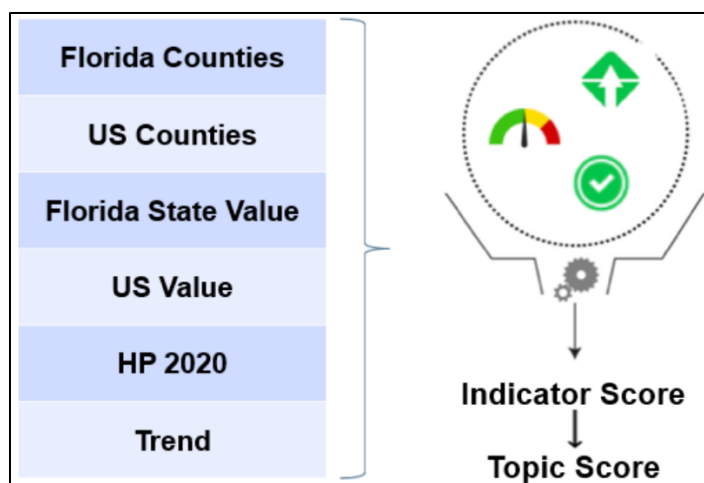 Florida Counties
US Counties
Florida State Value
US Value
HP 2020
Trend
Indicator Score
Topic Score